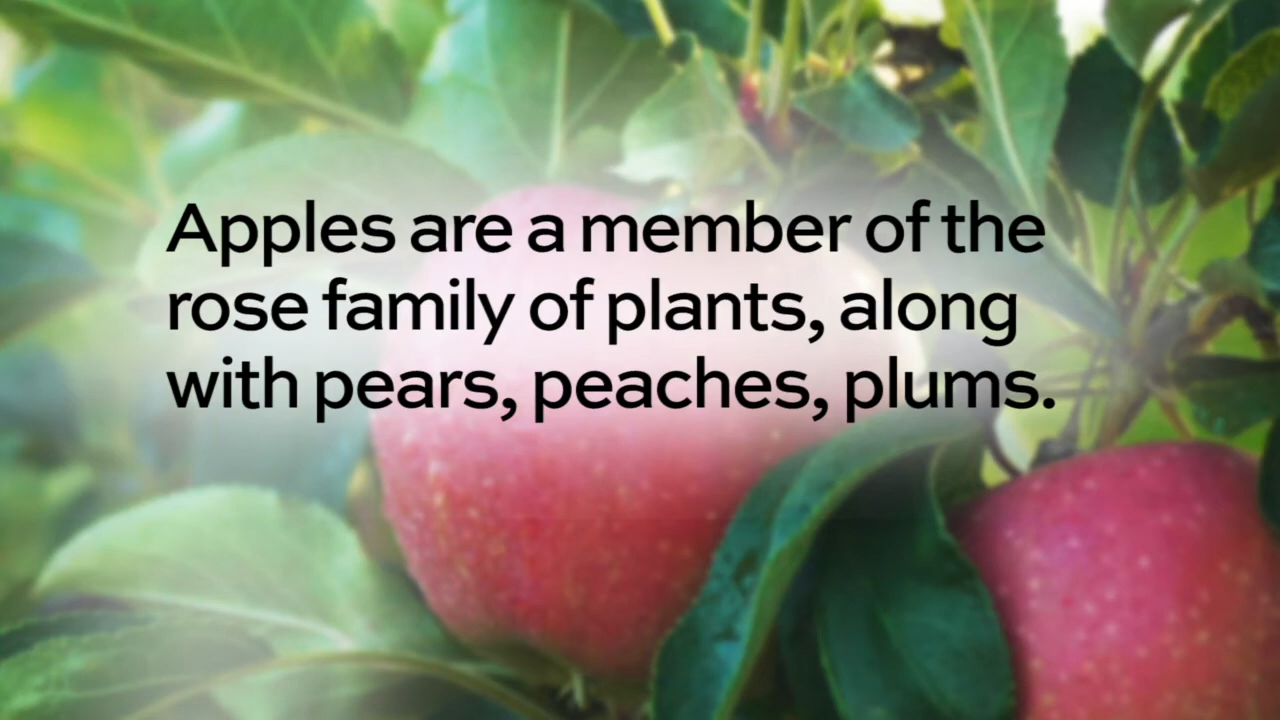 Apples are a member of the
rose family of plants, along
with pears, peaches, plums.